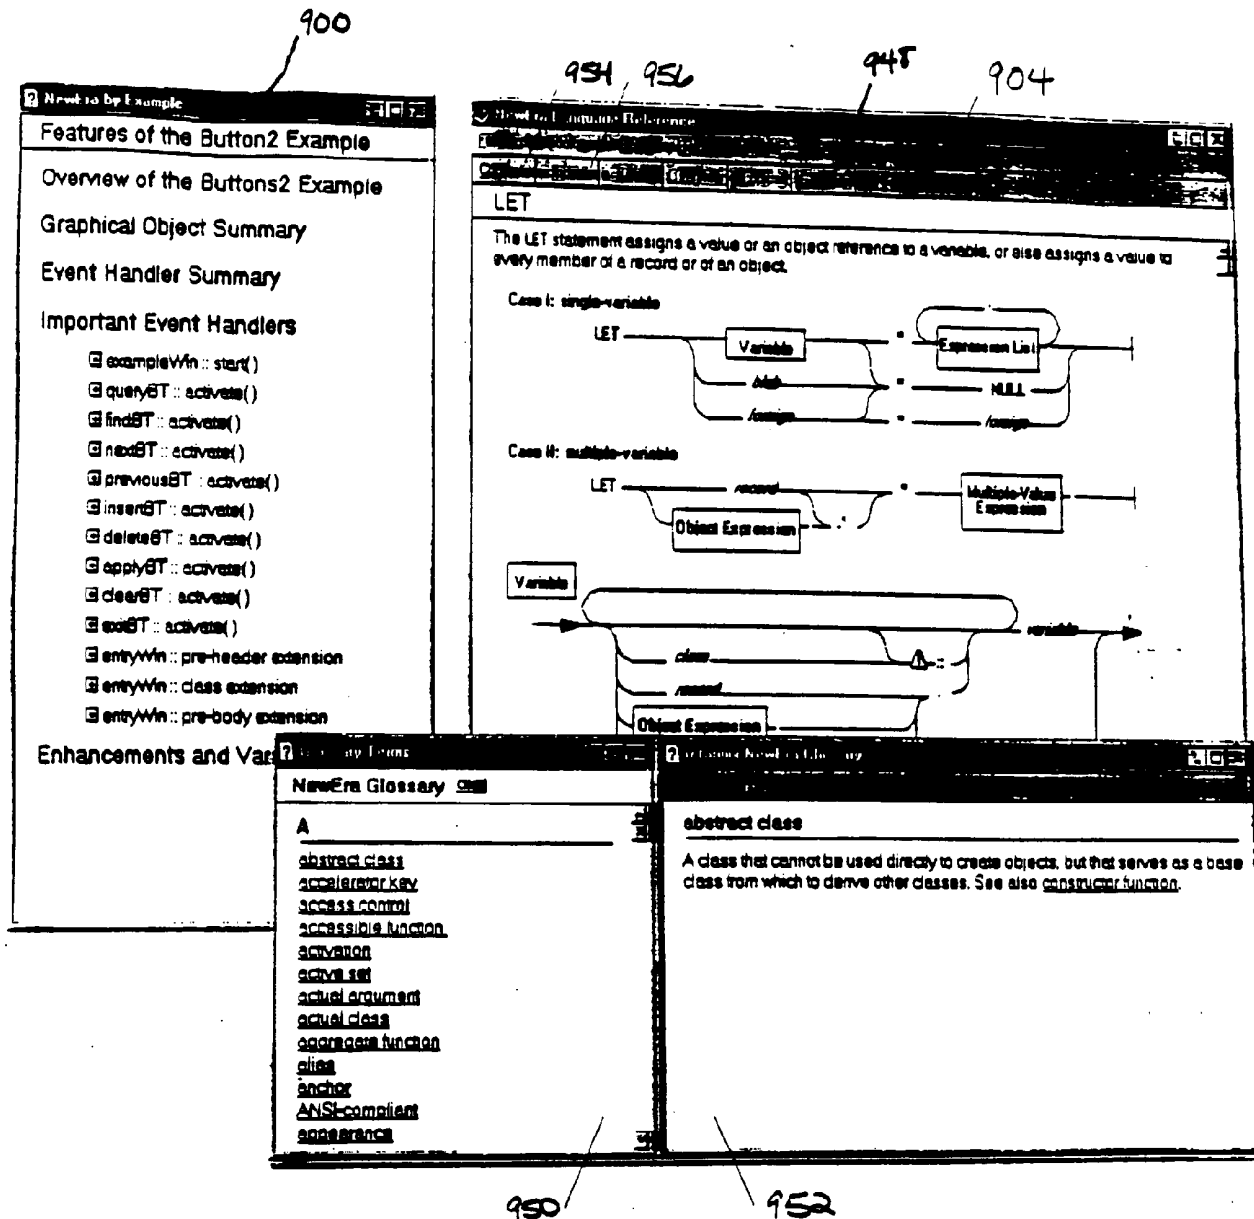 900
954 956 948 904
NewEra by Example
Features of the Button2 Example
Overview of the Buttons2 Example
Graphical Object Summary
Event Handler Summary
Important Event Handlers
exampleWin :: start()
queryBT :: activate()
findBT :: activate()
nextBT :: activate()
previousBT :: activate()
insertBT :: activate()
deleteBT :: activate()
applyBT :: activate()
clearBT :: activate()
exitBT :: activate()
entryWin :: pre-header extension
entryWin :: class extension
entryWin :: pre-body extension
Enhancements and
NewEra Language Reference
LET
The LET statement assigns a value or an object reference to a variable, or else assigns a value to
every member of a record or of an object.
Case I: single-variable
LET Variable = Expression List
blob = NULL
foreign = foreign
Case II: multiple-variable
LET record = Multiple-Value
Expression
Object Expression .*
Variable
variable
class ::
record .
Object Expression
Terms
NewEra Glossary
A
abstract class
accelerator key
access control
accessible function
activation
active set
actual argument
actual class
aggregate function
alias
anchor
ANSI-compliant
appearance
NewEra
abstract class
A class that cannot be used directly to create objects, but that serves as a base
class from which to derive other classes. See also constructor function.
950 952